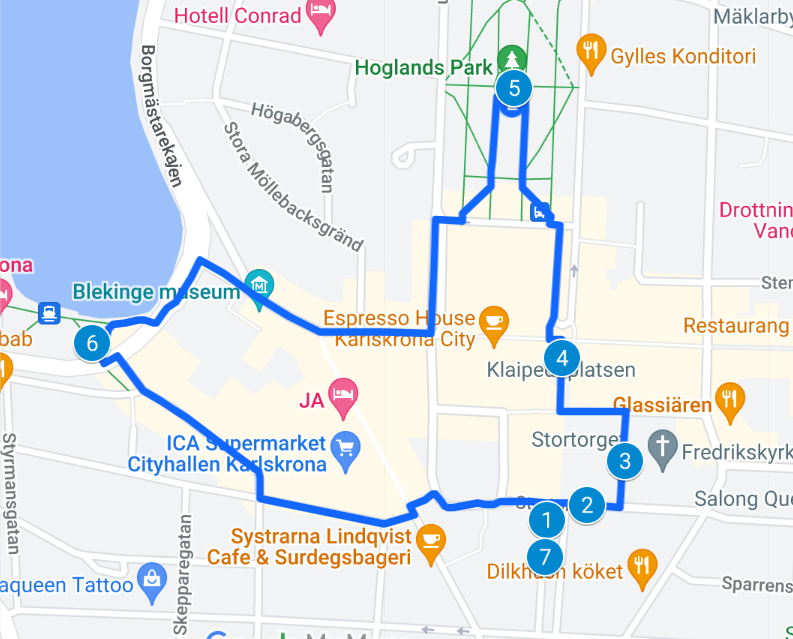 Hotell Conrad
Mäklarby
Gylles Konditori
Hoglands Park
5
Borgmästarekajen
Högabergsgatan
Stora Möllebacksgränd
Drottnin
Vand
ona
Blekinge museum
Sten
Espresso House
Karlskrona City
Restaurang
bab
6
4
Klaipedaplatsen
JA
Glassiären
Stortorget
ICA Supermarket
Cityhallen Karlskrona
3
Fredrikskyrk
Styrmansgatan
Salong Que
2
1
Skepparegatan
Systrarna Lindqvist
Cafe & Surdegsbageri
7
Dilkhush köket
aqueen Tattoo
Sparrens